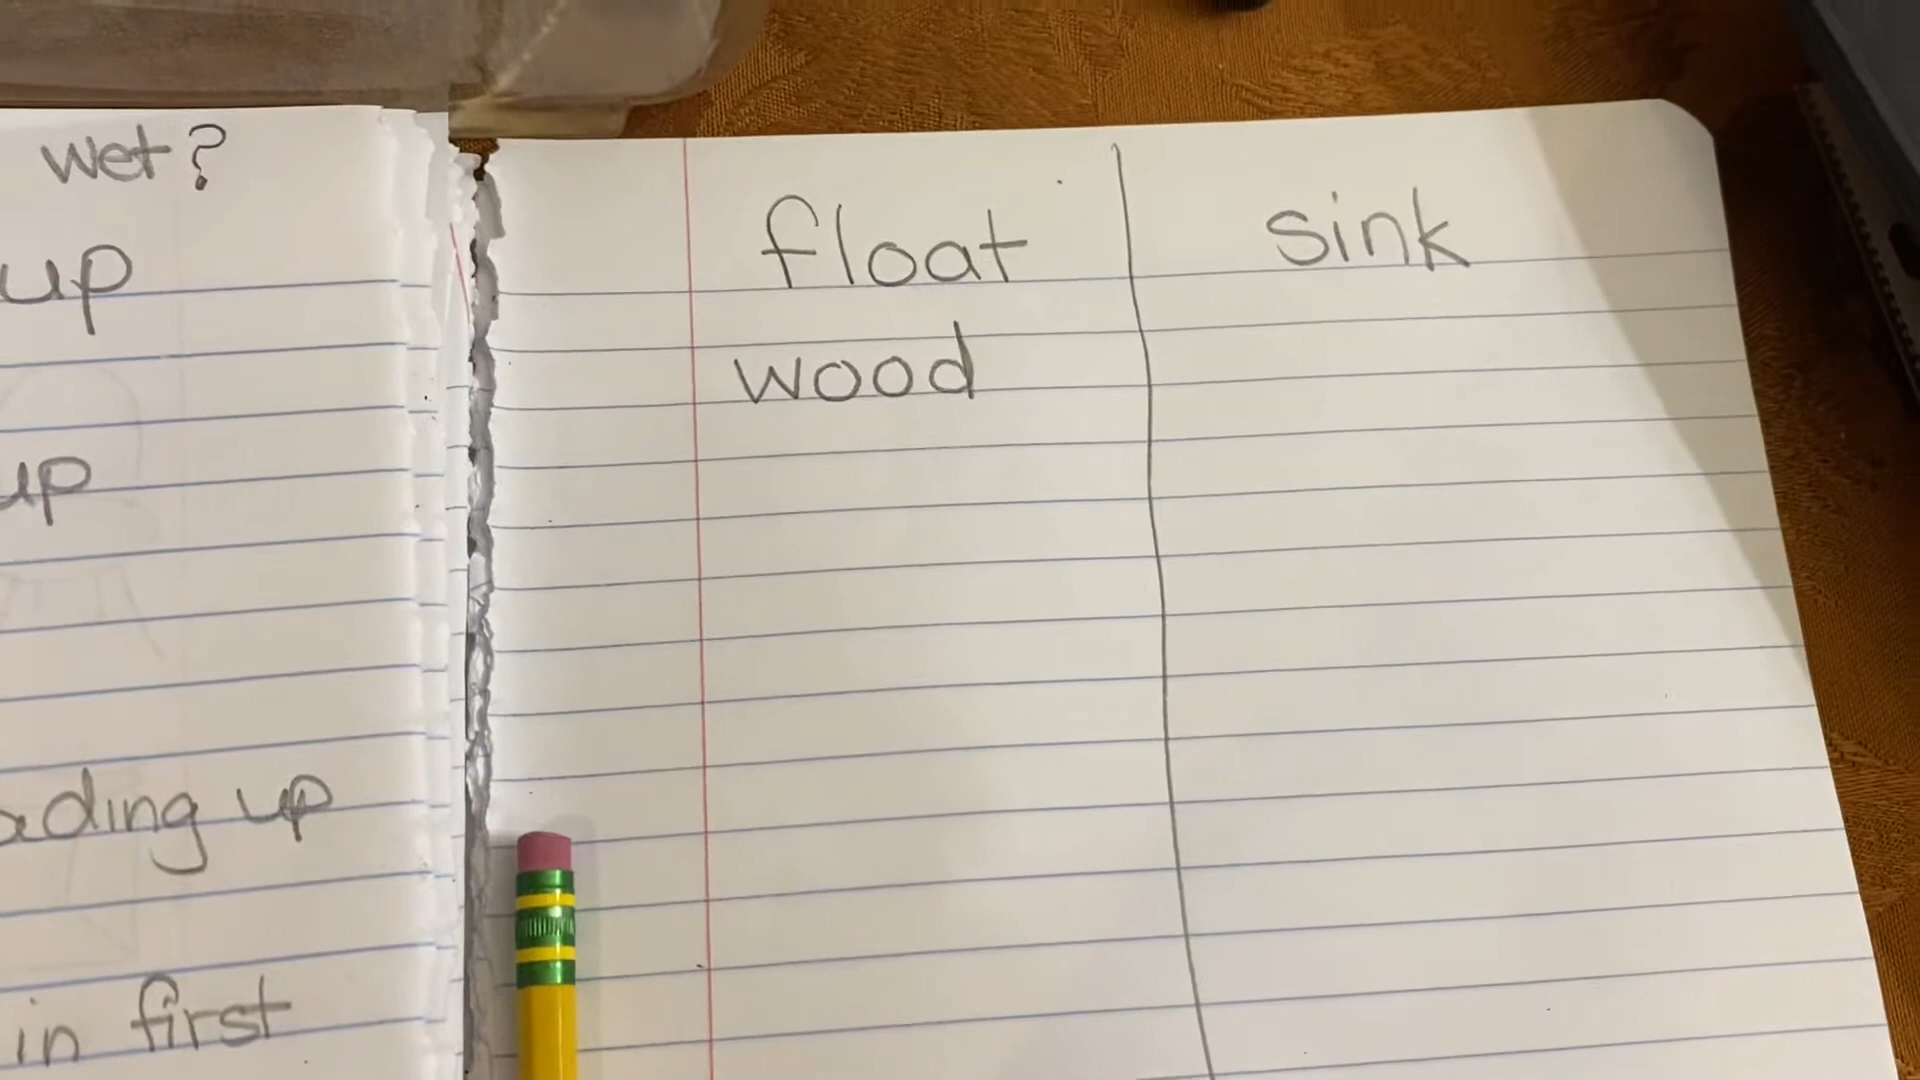 wet?
up
up
ading up
in first
float sink
wood